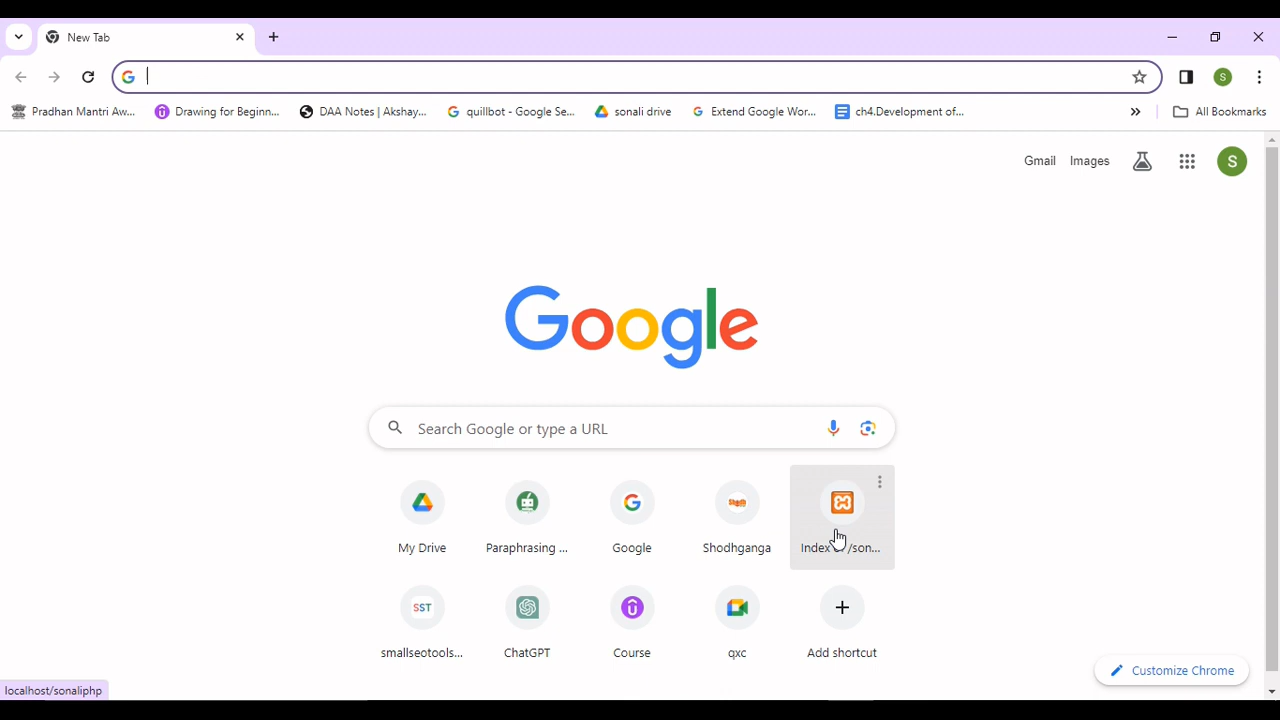 New Tab
Pradhan Mantri Aw... Drawing for Beginn... DAA Notes | Akshay... quillbot - Google Se... sonali drive Extend Google Wor... ch4.Development of... » All Bookmarks
Gmail Images S
Google
Search Google or type a URL
My Drive Paraphrasing ... Google Shodhganga Index /son...
SST
smallseotools... ChatGPT Course qxc Add shortcut
Customize Chrome
localhost/sonaliphp